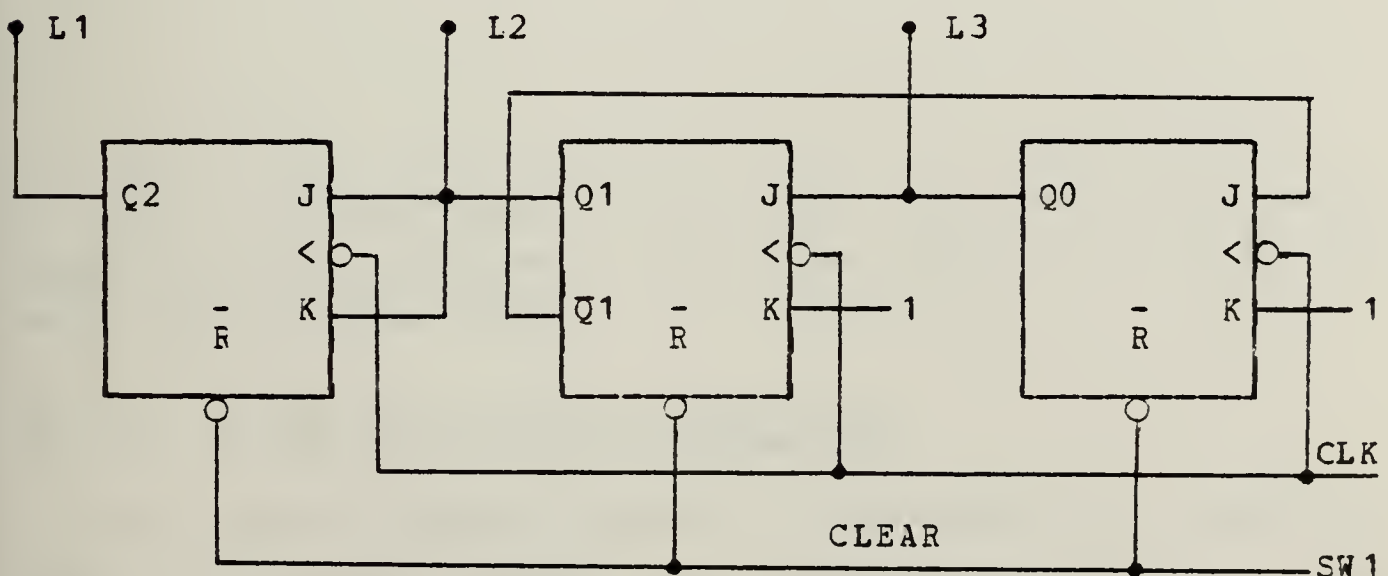 L1 L2 L3
Q2 J Q1 J Q0 J
< < <
K Q̅1 K 1 K 1
R̅ R̅ R̅
CLK
CLEAR
SW1